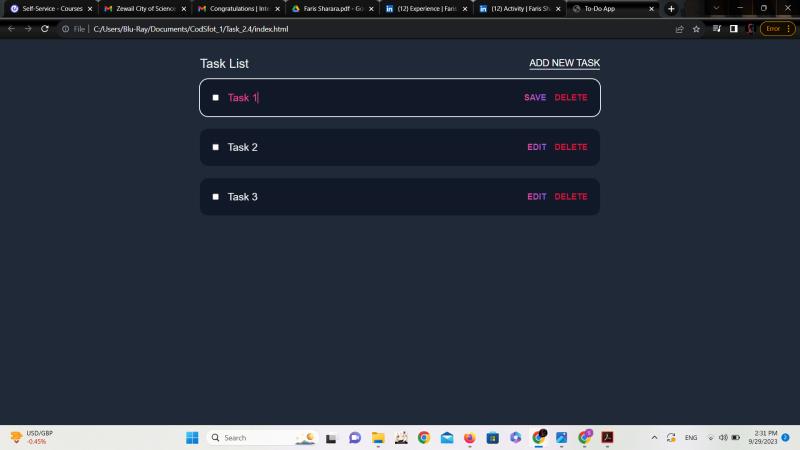 Self-Service - Courses
Zewail City of Science
Congratulations | Inte
Faris Sharara.pdf - Go
(12) Experience | Faris
(12) Activity | Faris Sh
To-Do App
File | C:/Users/Blu-Ray/Documents/CodSfot_1/Task_2.4/index.html
Error
Task List
ADD NEW TASK
Task 1 SAVE DELETE
Task 2 EDIT DELETE
Task 3 EDIT DELETE
USD/GBP
-0.45%
Search
ENG
2:31 PM
9/29/2023
2